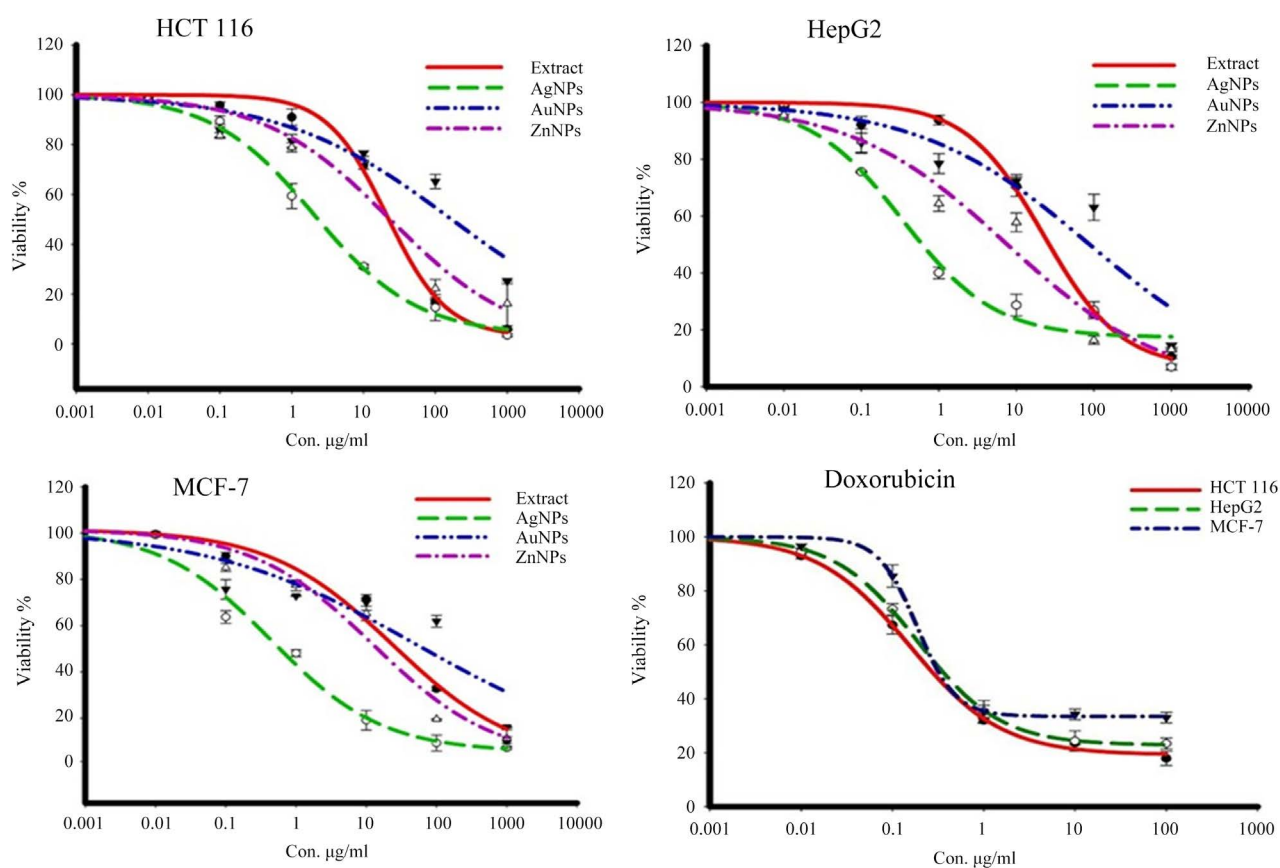 HCT 116
120
100
80
60
40
20
0
Viability %
Extract
AgNPs
AuNPs
ZnNPs
0.001 0.01 0.1 1 10 100 1000 10000
Con. µg/ml
HepG2
120
100
80
60
40
20
0
Viability %
Extract
AgNPs
AuNPs
ZnNPs
0.001 0.01 0.1 1 10 100 1000 10000
Con. µg/ml
MCF-7
120
100
80
60
40
20
0
Viability %
Extract
AgNPs
AuNPs
ZnNPs
0.001 0.01 0.1 1 10 100 1000 10000
Con. µg/ml
Doxorubicin
120
100
80
60
40
20
0
Viability %
HCT 116
HepG2
MCF-7
0.001 0.01 0.1 1 10 100 1000
Con. µg/ml